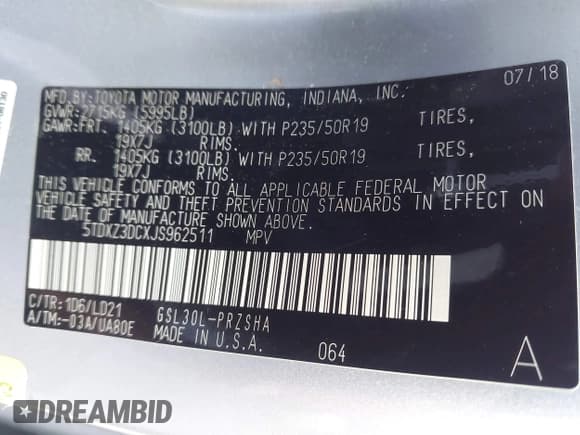 07/18
MFD.BY:TOYOTA MOTOR MANUFACTURING, INDIANA, INC.
GVWR:2715KG (5995LB)
GAWR:FRT. 1405KG (3100LB) WITH P235/50R19 TIRES,
19X7J RIMS.
RR. 1405KG (3100LB) WITH P235/50R19 TIRES,
19X7J RIMS.
THIS VEHICLE CONFORMS TO ALL APPLICABLE FEDERAL MOTOR
VEHICLE SAFETY AND THEFT PREVENTION STANDARDS IN EFFECT ON
THE DATE OF MANUFACTURE SHOWN ABOVE.
5TDXZ3DCXJS962511 MPV
C/TR:1D6/LD21 GSL30L-PRZSHA
A/TM:-03A/UA80E MADE IN U.S.A.
064
A
DREAMBID